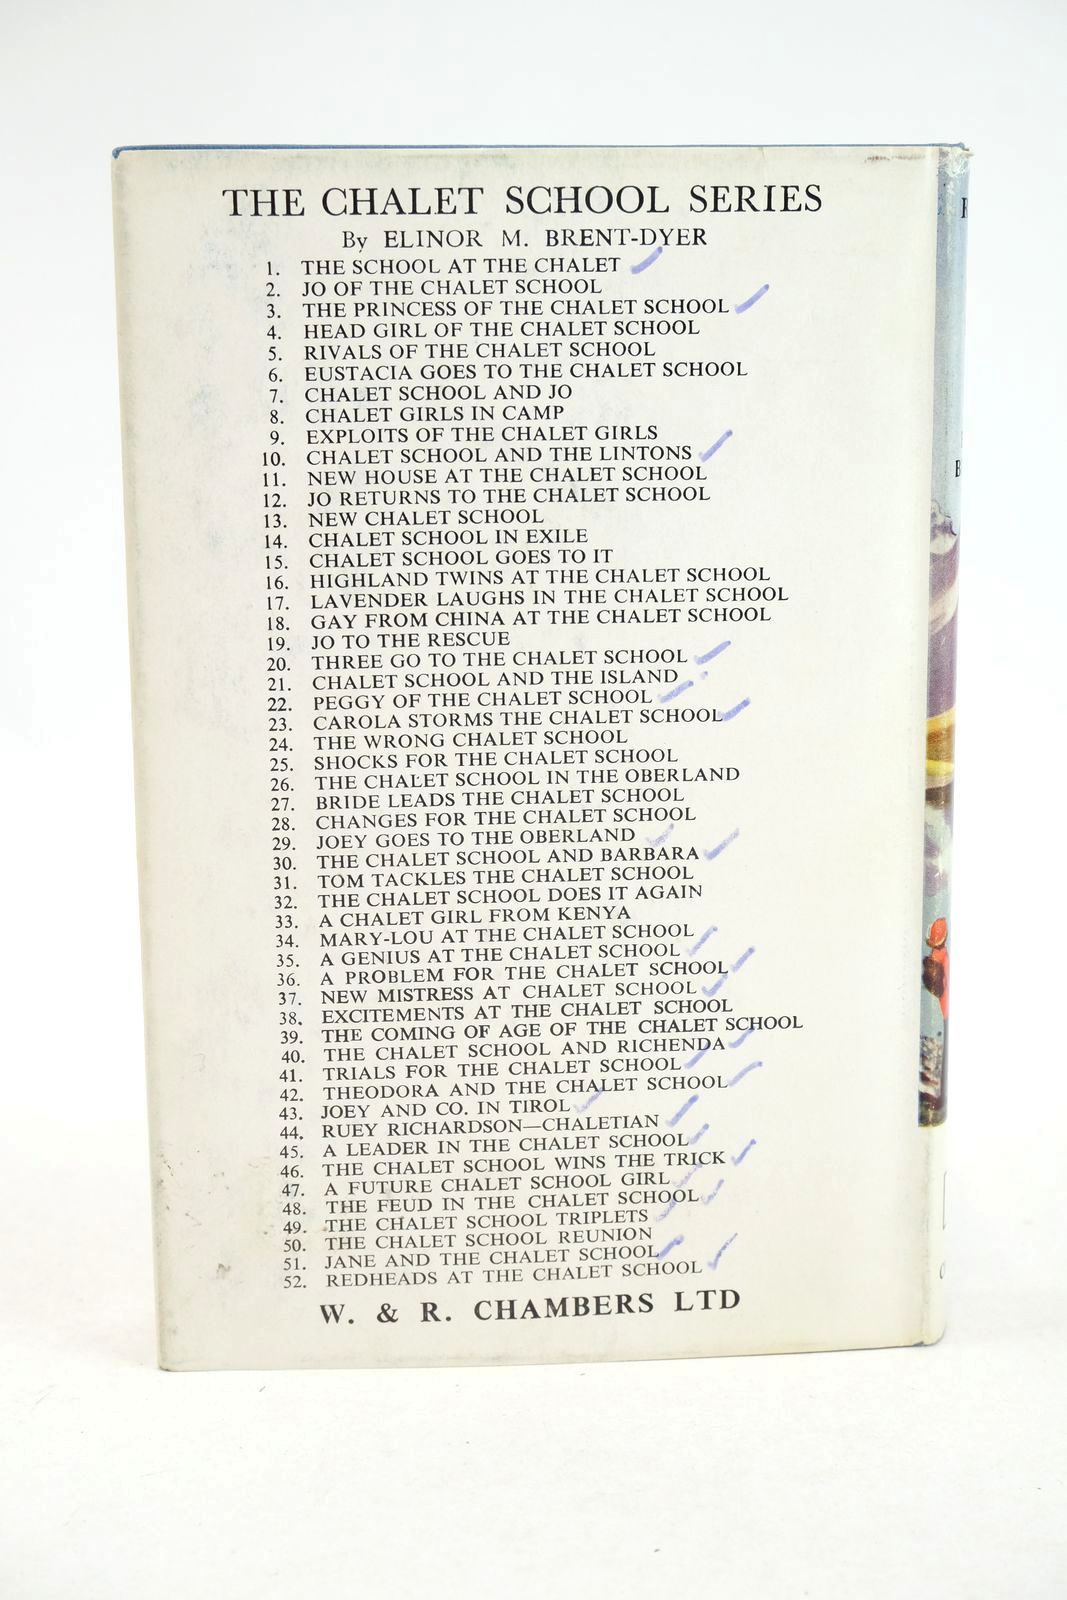 THE CHALET SCHOOL SERIES
By ELINOR M. BRENT-DYER
1. THE SCHOOL AT THE CHALET
2. JO OF THE CHALET SCHOOL
3. THE PRINCESS OF THE CHALET SCHOOL
4. HEAD GIRL OF THE CHALET SCHOOL
5. RIVALS OF THE CHALET SCHOOL
6. EUSTACIA GOES TO THE CHALET SCHOOL
7. CHALET SCHOOL AND JO
8. CHALET GIRLS IN CAMP
9. EXPLOITS OF THE CHALET GIRLS
10. CHALET SCHOOL AND THE LINTONS
11. NEW HOUSE AT THE CHALET SCHOOL
12. JO RETURNS TO THE CHALET SCHOOL
13. NEW CHALET SCHOOL
14. CHALET SCHOOL IN EXILE
15. CHALET SCHOOL GOES TO IT
16. HIGHLAND TWINS AT THE CHALET SCHOOL
17. LAVENDER LAUGHS IN THE CHALET SCHOOL
18. GAY FROM CHINA AT THE CHALET SCHOOL
19. JO TO THE RESCUE
20. THREE GO TO THE CHALET SCHOOL
21. CHALET SCHOOL AND THE ISLAND
22. PEGGY OF THE CHALET SCHOOL
23. CAROLA STORMS THE CHALET SCHOOL
24. THE WRONG CHALET SCHOOL
25. SHOCKS FOR THE CHALET SCHOOL
26. THE CHALET SCHOOL IN THE OBERLAND
27. BRIDE LEADS THE CHALET SCHOOL
28. CHANGES FOR THE CHALET SCHOOL
29. JOEY GOES TO THE OBERLAND
30. THE CHALET SCHOOL AND BARBARA
31. TOM TACKLES THE CHALET SCHOOL
32. THE CHALET SCHOOL DOES IT AGAIN
33. A CHALET GIRL FROM KENYA
34. MARY-LOU AT THE CHALET SCHOOL
35. A GENIUS AT THE CHALET SCHOOL
36. A PROBLEM FOR THE CHALET SCHOOL
37. NEW MISTRESS AT CHALET SCHOOL
38. EXCITEMENTS AT THE CHALET SCHOOL
39. THE COMING OF AGE OF THE CHALET SCHOOL
40. THE CHALET SCHOOL AND RICHENDA
41. TRIALS FOR THE CHALET SCHOOL
42. THEODORA AND THE CHALET SCHOOL
43. JOEY AND CO. IN TIROL
44. RUEY RICHARDSON—CHALETIAN
45. A LEADER IN THE CHALET SCHOOL
46. THE CHALET SCHOOL WINS THE TRICK
47. A FUTURE CHALET SCHOOL GIRL
48. THE FEUD IN THE CHALET SCHOOL
49. THE CHALET SCHOOL TRIPLETS
50. THE CHALET SCHOOL REUNION
51. JANE AND THE CHALET SCHOOL
52. REDHEADS AT THE CHALET SCHOOL
W. & R. CHAMBERS LTD